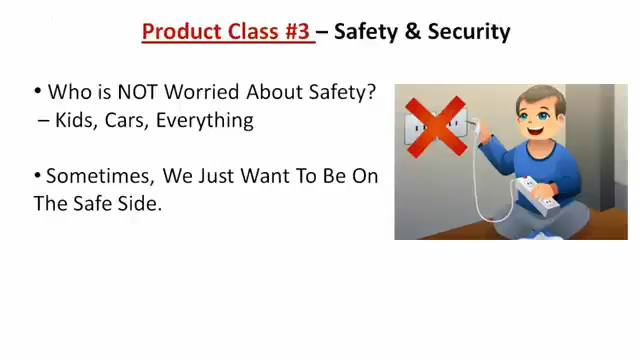 Product Class #3 – Safety & Security
• Who is NOT Worried About Safety?
– Kids, Cars, Everything
• Sometimes, We Just Want To Be On
The Safe Side.